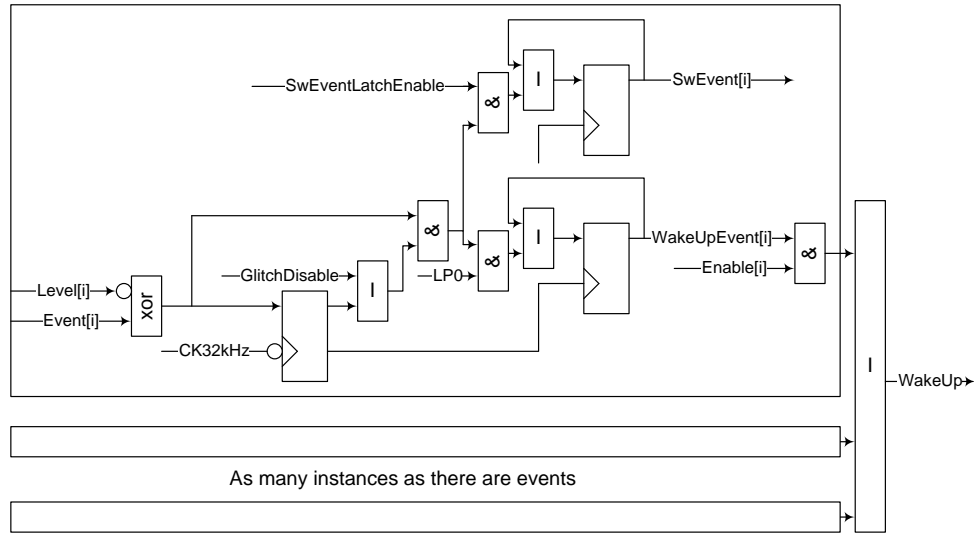 SwEventLatchEnable
&
I
SwEvent[i]
&
GlitchDisable
I
LP0
&
I
WakeUpEvent[i]
Enable[i]
&
Level[i]
Event[i]
xor
CK32kHz
I
WakeUp
As many instances as there are events